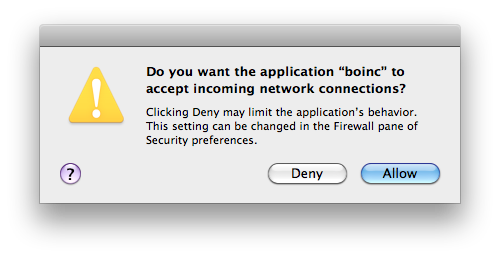 Do you want the application “boinc” to
accept incoming network connections?
Clicking Deny may limit the application’s behavior.
This setting can be changed in the Firewall pane of
Security preferences.
?
Deny
Allow